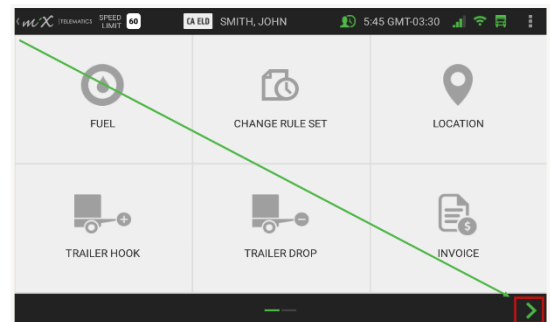 miX TELEMATICS SPEED LIMIT 60 CA ELD SMITH, JOHN 5:45 GMT-03:30
FUEL CHANGE RULE SET LOCATION
TRAILER HOOK TRAILER DROP INVOICE